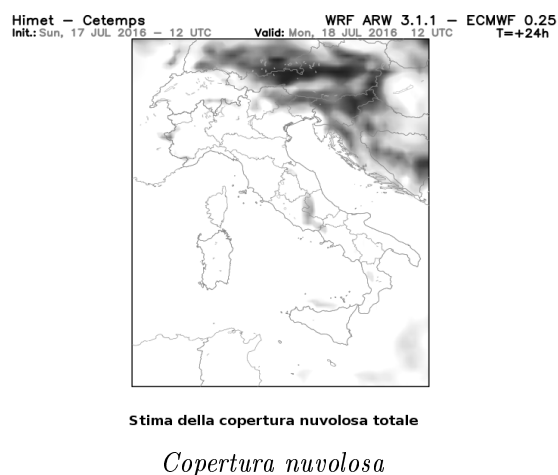 Himet – Cetemps WRF ARW 3.1.1 – ECMWF 0.25
Init.: Sun, 17 JUL 2016 – 12 UTC Valid: Mon, 18 JUL 2016 12 UTC T=+24h
Stima della copertura nuvolosa totale
Copertura nuvolosa